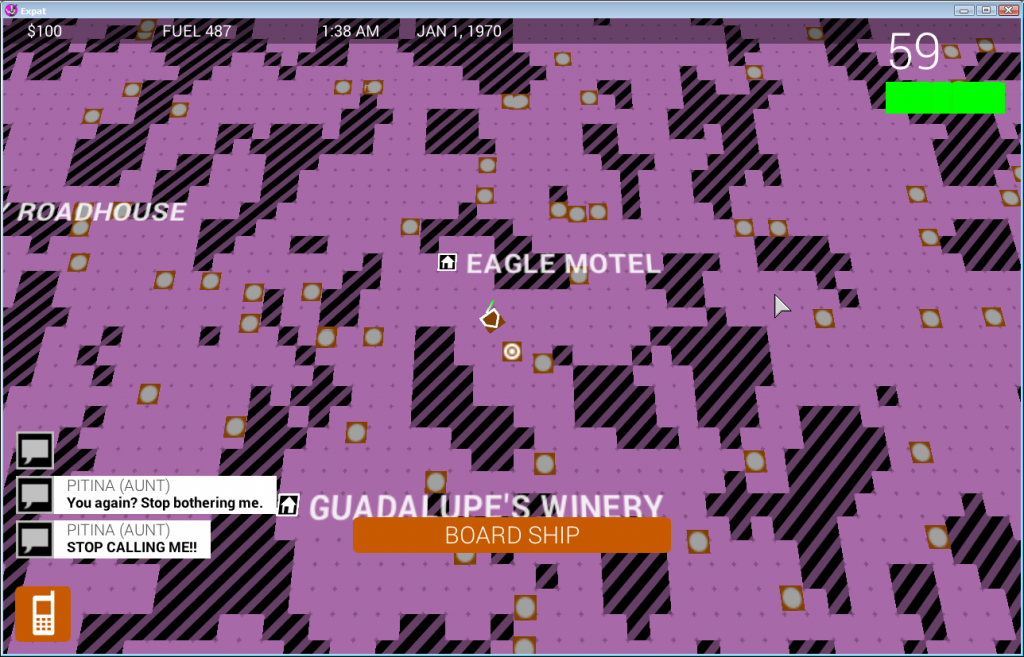 Expat
$100 FUEL 487 1:38 AM JAN 1, 1970
59
ROADHOUSE
EAGLE MOTEL
PITINA (AUNT)
You again? Stop bothering me.
GUADALUPE'S WINERY
BOARD SHIP
PITINA (AUNT)
STOP CALLING ME!!